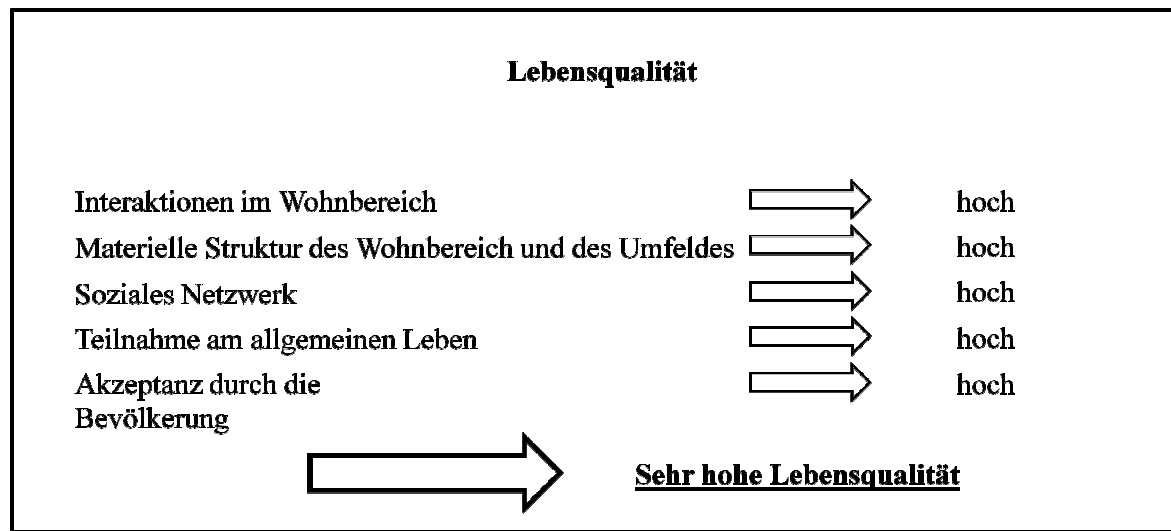 Lebensqualität
Interaktionen im Wohnbereich hoch
Materielle Struktur des Wohnbereich und des Umfeldes hoch
Soziales Netzwerk hoch
Teilnahme am allgemeinen Leben hoch
Akzeptanz durch die hoch
Bevölkerung
Sehr hohe Lebensqualität